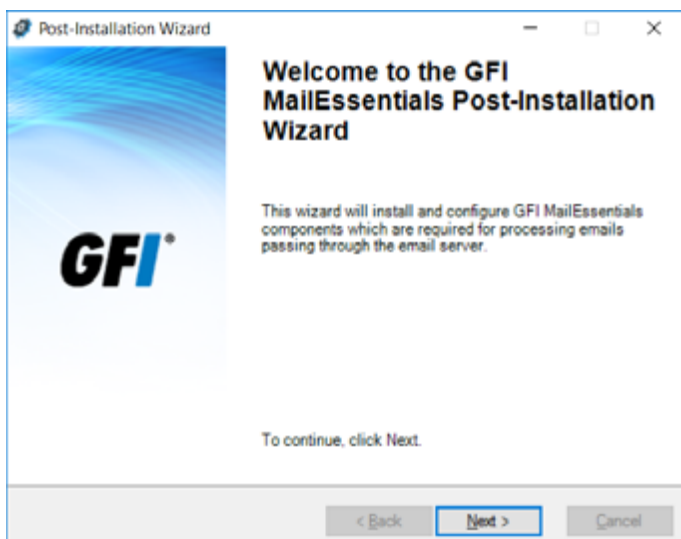 Post-Installation Wizard
Welcome to the GFI
MailEssentials Post-Installation
Wizard
This wizard will install and configure GFI MailEssentials
components which are required for processing emails
passing through the email server.
GFI®
To continue, click Next.
< Back
Next >
Cancel